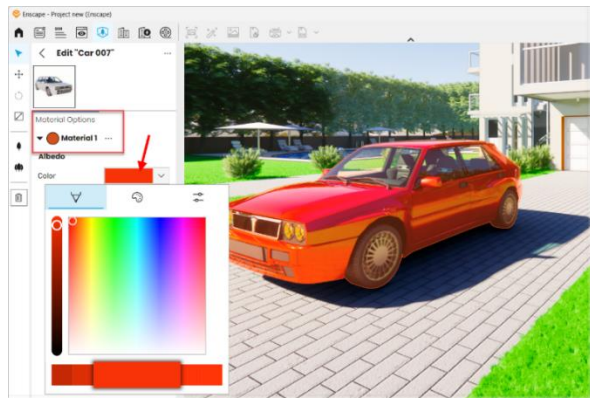 Enscape - Project new (Enscape)
Edit "Car 007"
Material Options
Material 1
Albedo
Color